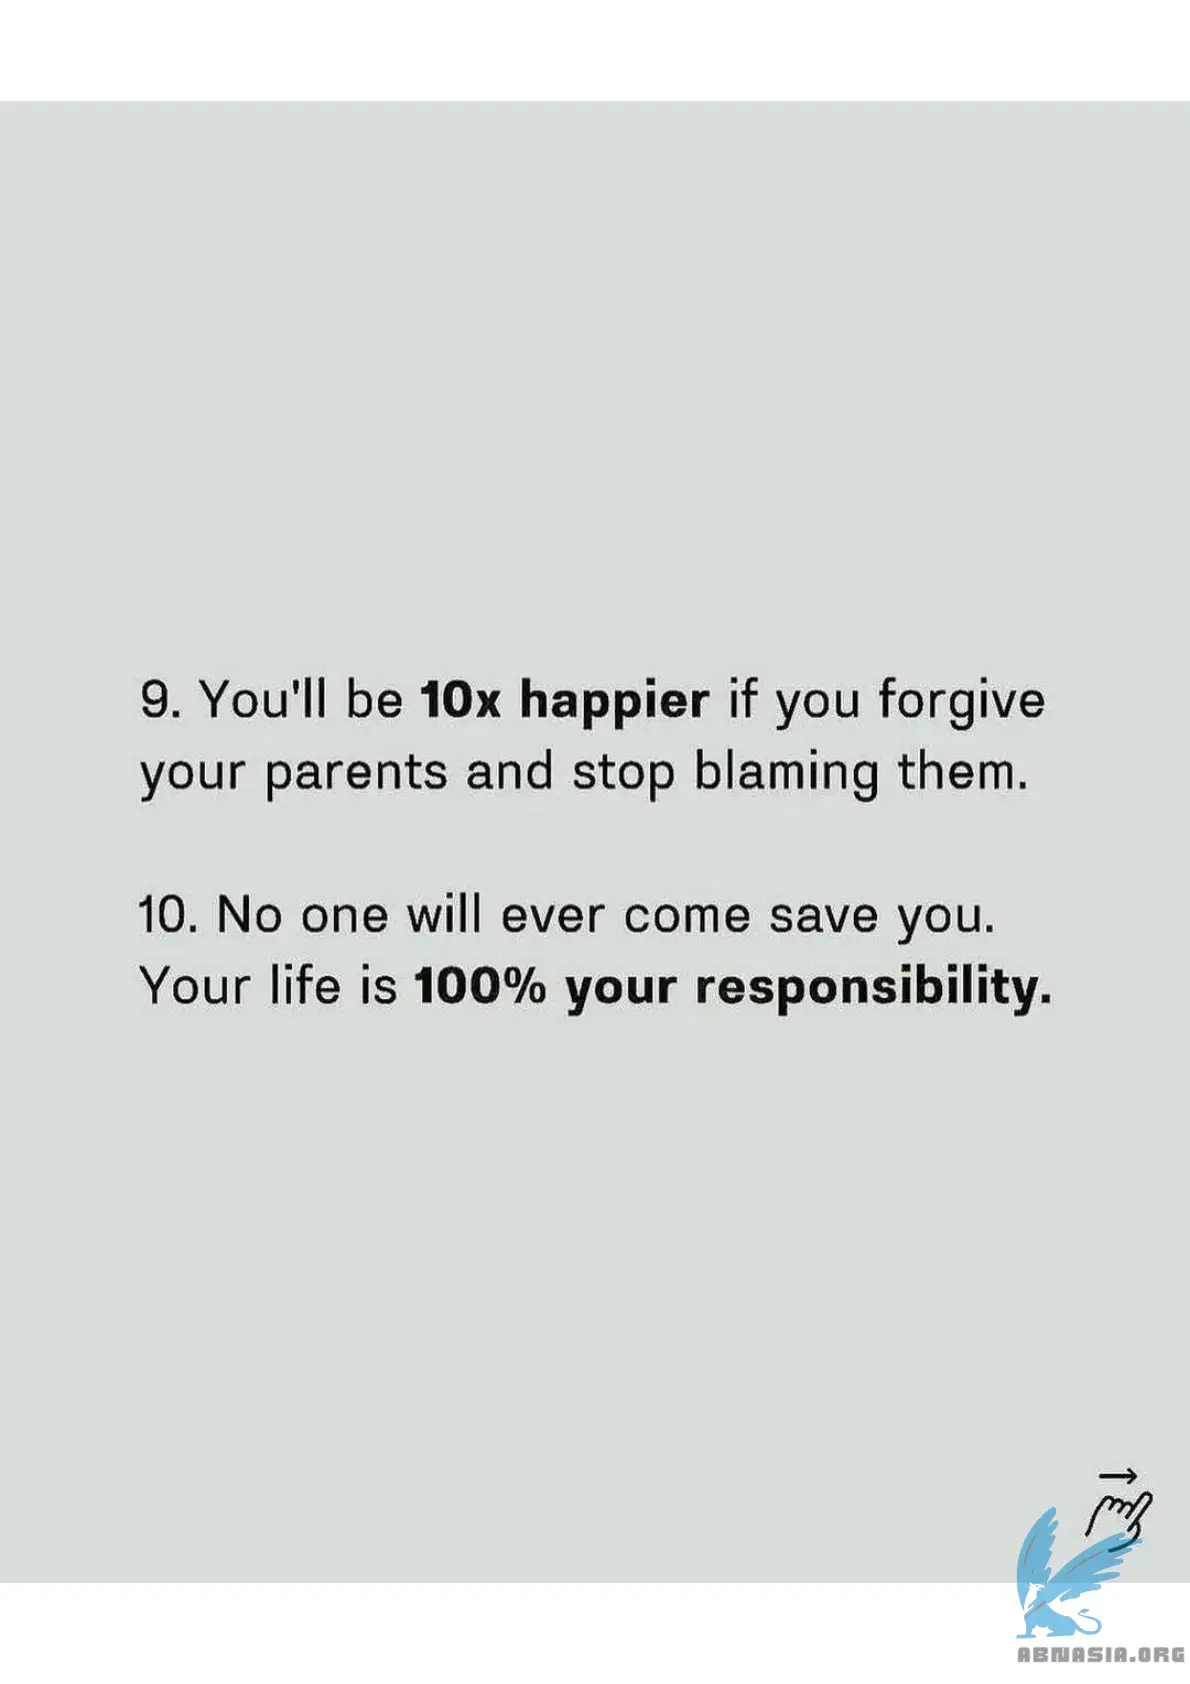 9. You'll be 10x happier if you forgive
your parents and stop blaming them.
10. No one will ever come save you.
Your life is 100% your responsibility.
ABNASIA.ORG